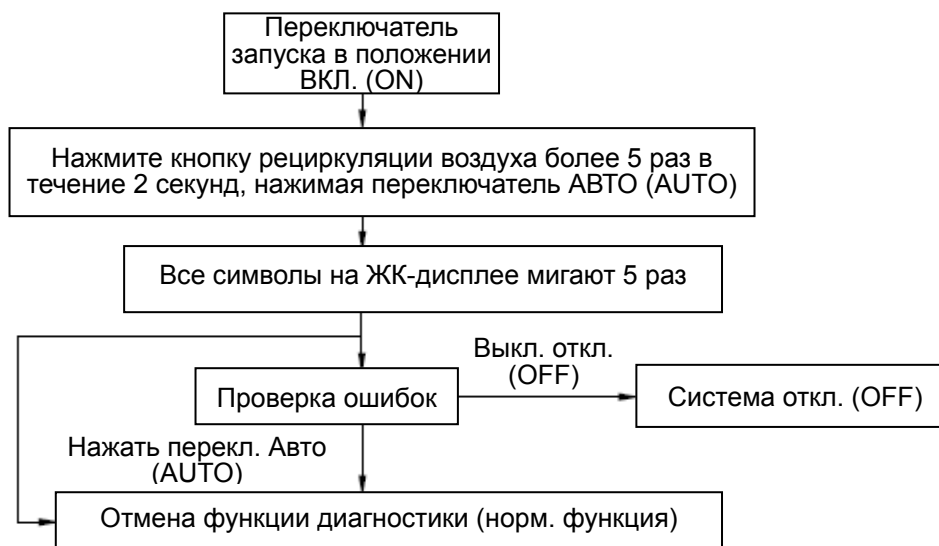 Переключатель
запуска в положении
ВКЛ. (ON)
Нажмите кнопку рециркуляции воздуха более 5 раз в
течение 2 секунд, нажимая переключатель АВТО (AUTO)
Все символы на ЖК-дисплее мигают 5 раз
Выкл. откл.
(OFF)
Проверка ошибок
Система откл. (OFF)
Нажать перекл. Авто
(AUTO)
Отмена функции диагностики (норм. функция)